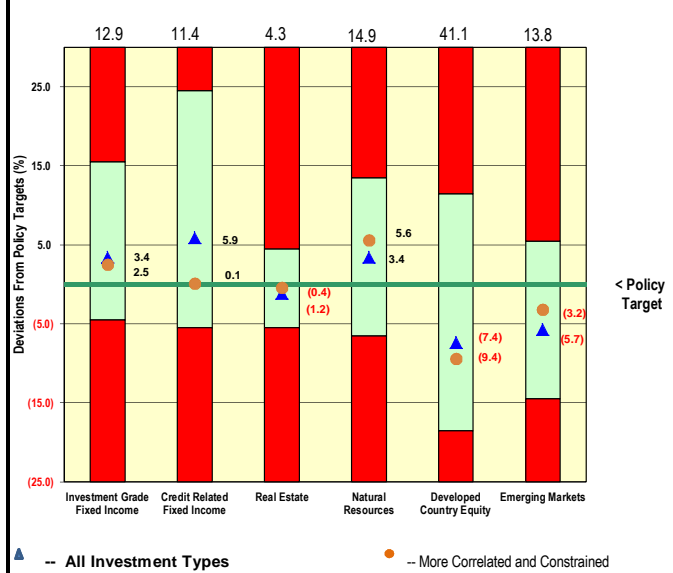 12.9 11.4 4.3 14.9 41.1 13.8
Deviations From Policy Targets (%)
25.0
15.0
5.0
(5.0)
(15.0)
(25.0)
3.4
2.5
5.9
0.1
(0.4)
(1.2)
5.6
3.4
(7.4)
(9.4)
(3.2)
(5.7)
< Policy
Target
Investment Grade
Fixed Income
Credit Related
Fixed Income
Real Estate
Natural
Resources
Developed
Country Equity
Emerging Markets
-- All Investment Types
-- More Correlated and Constrained